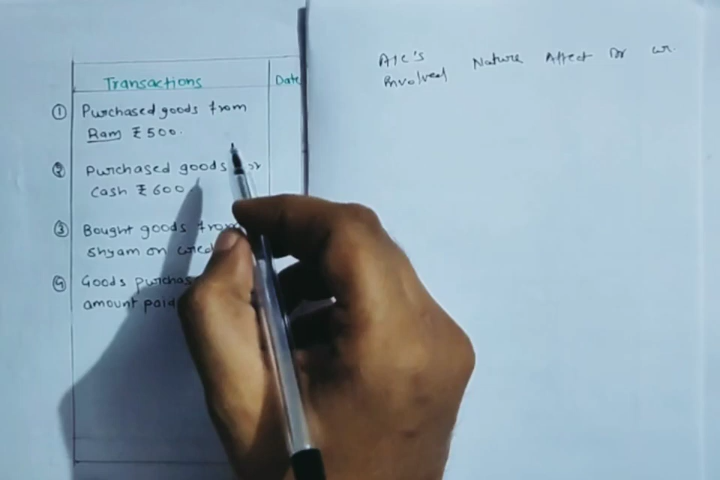 Transactions
Date
① Purchased goods from
Ram ₹500.
② Purchased goods
cash ₹600.
③ Bought goods from
shyam on
④ Goods
amount paid
A/c's
Involved
Nature Affect Dr Cr.